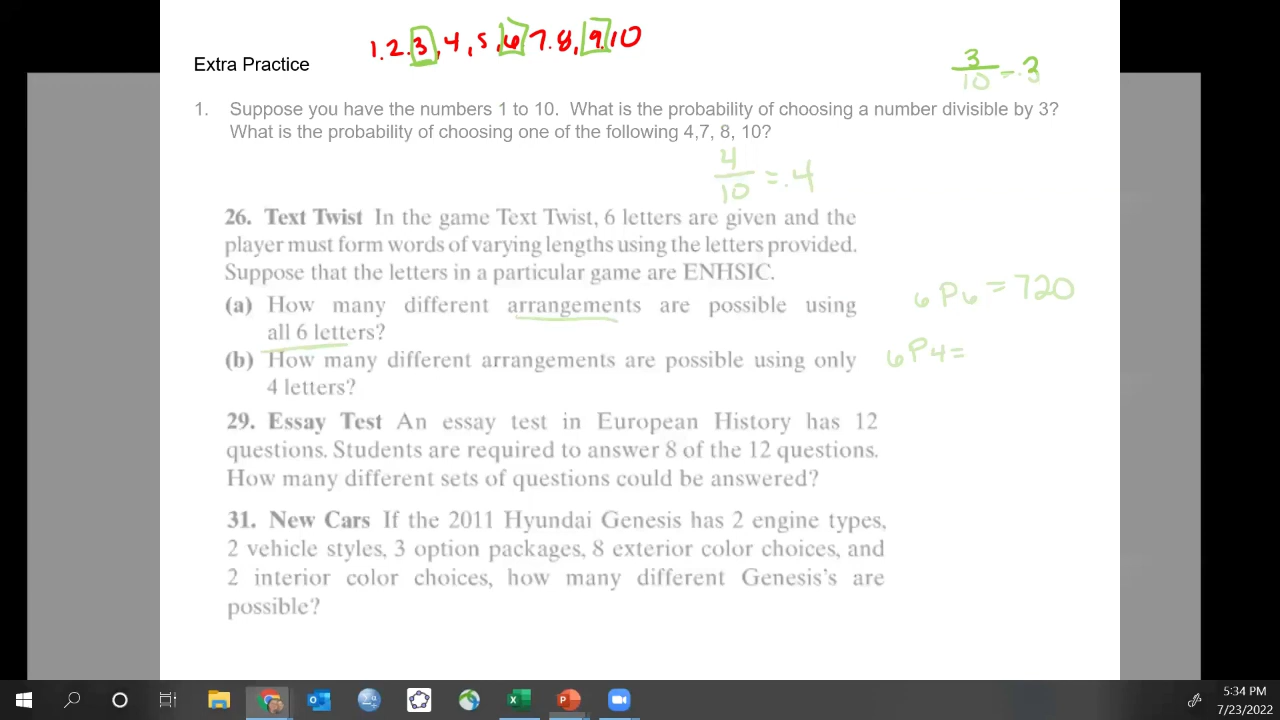 1.2.3,4,5,6,7.8,9.10
Extra Practice
3/10 = .3
1. Suppose you have the numbers 1 to 10. What is the probability of choosing a number divisible by 3?
What is the probability of choosing one of the following 4,7, 8, 10?
4/10 = .4
26. Text Twist In the game Text Twist, 6 letters are given and the
player must form words of varying lengths using the letters provided.
Suppose that the letters in a particular game are ENHSIC.
(a) How many different arrangements are possible using
all 6 letters?
6P6 = 720
(b) How many different arrangements are possible using only
4 letters?
6P4=
29. Essay Test An essay test in European History has 12
questions. Students are required to answer 8 of the 12 questions.
How many different sets of questions could be answered?
31. New Cars If the 2011 Hyundai Genesis has 2 engine types,
2 vehicle styles, 3 option packages, 8 exterior color choices, and
2 interior color choices, how many different Genesis's are
possible?
5:34 PM
7/23/2022